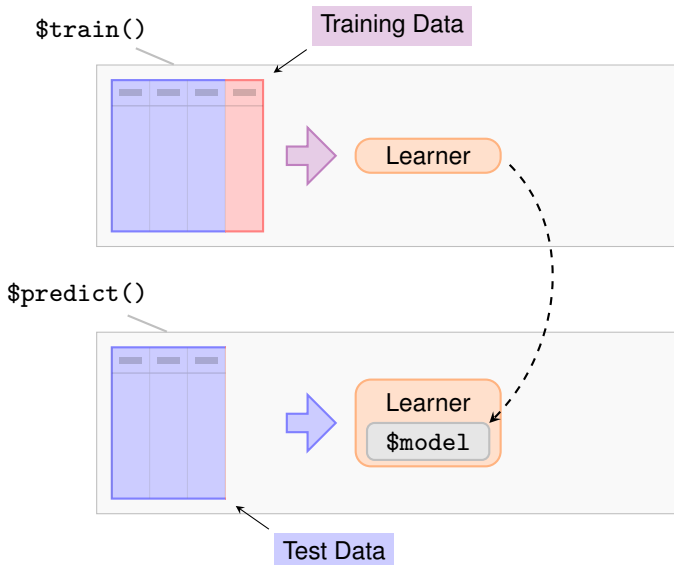 $train()
Training Data
Learner
$predict()
Learner
$model
Test Data